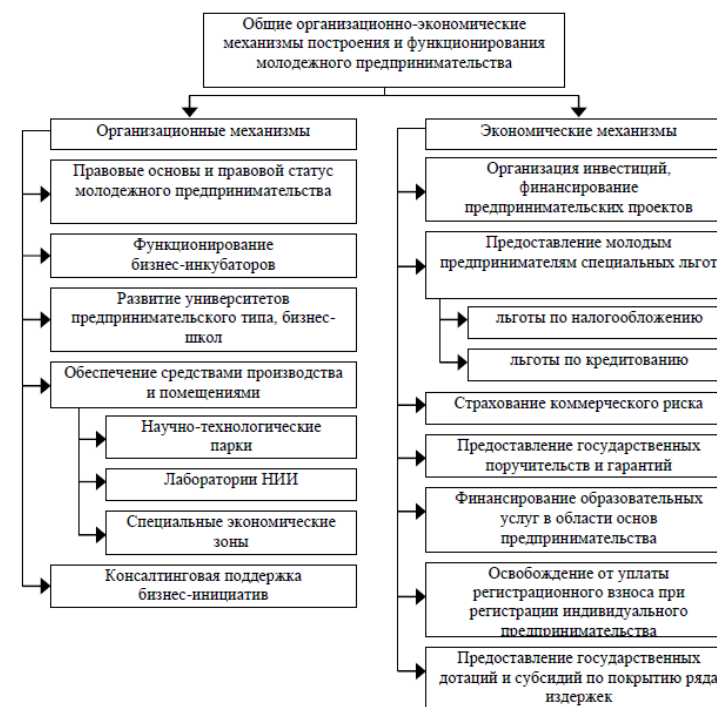 Общие организационно-экономические
механизмы построения и функционирования
молодежного предпринимательства
Организационные механизмы
Правовые основы и правовой статус
молодежного предпринимательства
Функционирование
бизнес-инкубаторов
Развитие университетов
предпринимательского типа, бизнес-
школ
Обеспечение средствами производства
и помещениями
Научно-технологические
парки
Лаборатории НИИ
Специальные экономические
зоны
Консалтинговая поддержка
бизнес-инициатив
Экономические механизмы
Организация инвестиций,
финансирование
предпринимательских проектов
Предоставление молодым
предпринимателям специальных льгот
льготы по налогообложению
льготы по кредитованию
Страхование коммерческого риска
Предоставление государственных
поручительств и гарантий
Финансирование образовательных
услуг в области основ
предпринимательства
Освобождение от уплаты
регистрационного взноса при
регистрации индивидуального
предпринимательства
Предоставление государственных
дотаций и субсидий по покрытию ряда
издержек